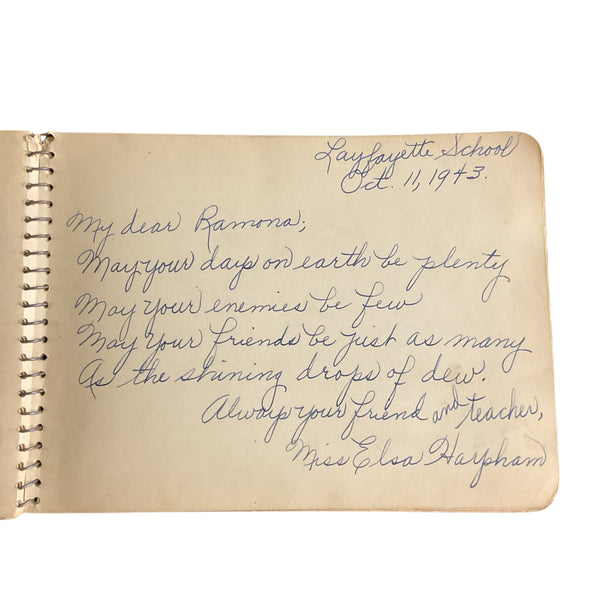 Layfayette School
Oct. 11, 1943.
My dear Ramona;
May your days on earth be plenty
May your enemies be few
May your friends be just as many
As the shining drops of dew.
Always your friend and teacher,
Miss Elsa Harpham